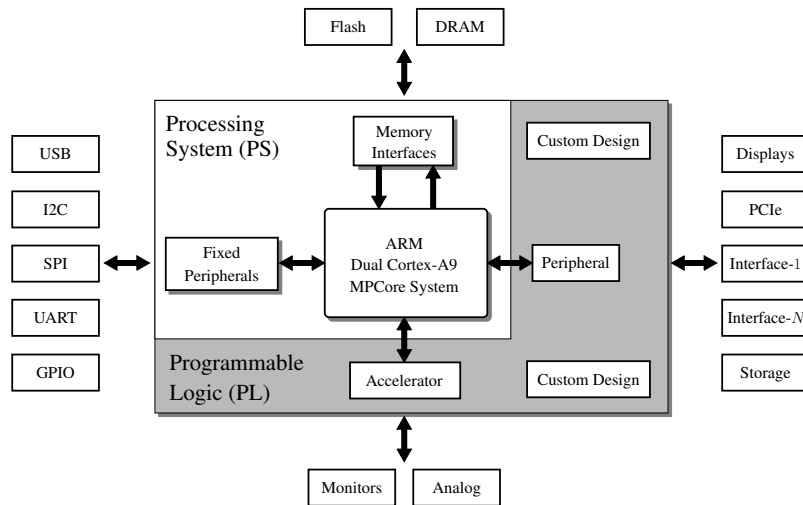 Flash
DRAM
Processing
System (PS)
Memory
Interfaces
Custom Design
USB
I2C
SPI
UART
GPIO
Fixed
Peripherals
ARM
Dual Cortex-A9
MPCore System
Peripheral
Displays
PCIe
Interface-1
Interface-N
Storage
Programmable
Logic (PL)
Accelerator
Custom Design
Monitors
Analog